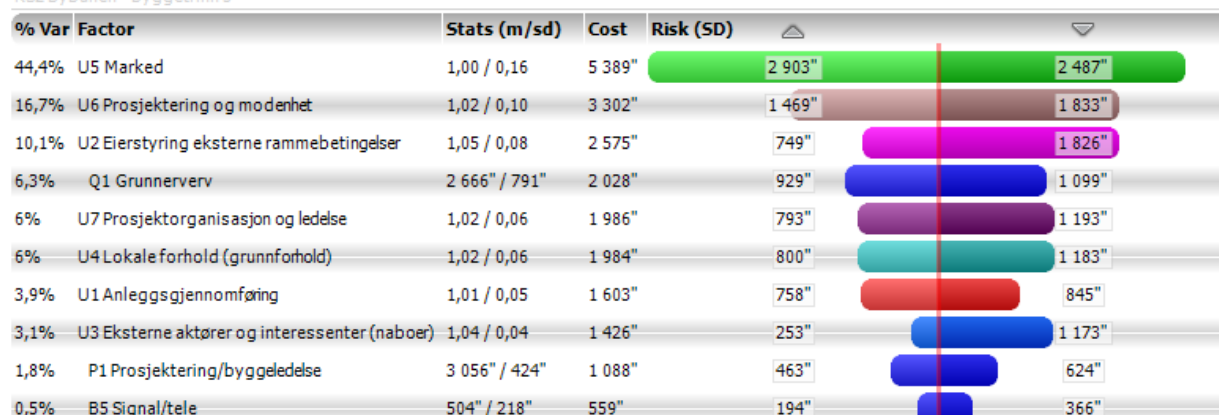 % Var Factor Stats (m/sd) Cost Risk (SD)
44,4% U5 Marked 1,00 / 0,16 5 389" 2 903" 2 487"
16,7% U6 Prosjektering og modenhet 1,02 / 0,10 3 302" 1 469" 1 833"
10,1% U2 Eierstyring eksterne rammebetingelser 1,05 / 0,08 2 575" 749" 1 826"
6,3% Q1 Grunnerverv 2 666" / 791" 2 028" 929" 1 099"
6% U7 Prosjektorganisasjon og ledelse 1,02 / 0,06 1 986" 793" 1 193"
6% U4 Lokale forhold (grunnforhold) 1,02 / 0,06 1 984" 800" 1 183"
3,9% U1 Anleggsgjennomføring 1,01 / 0,05 1 603" 758" 845"
3,1% U3 Eksterne aktører og interessenter (naboer) 1,04 / 0,04 1 426" 253" 1 173"
1,8% P1 Prosjektering/byggeledelse 3 056" / 424" 1 088" 463" 624"
0,5% B5 Signal/tele 504" / 218" 559" 194" 366"